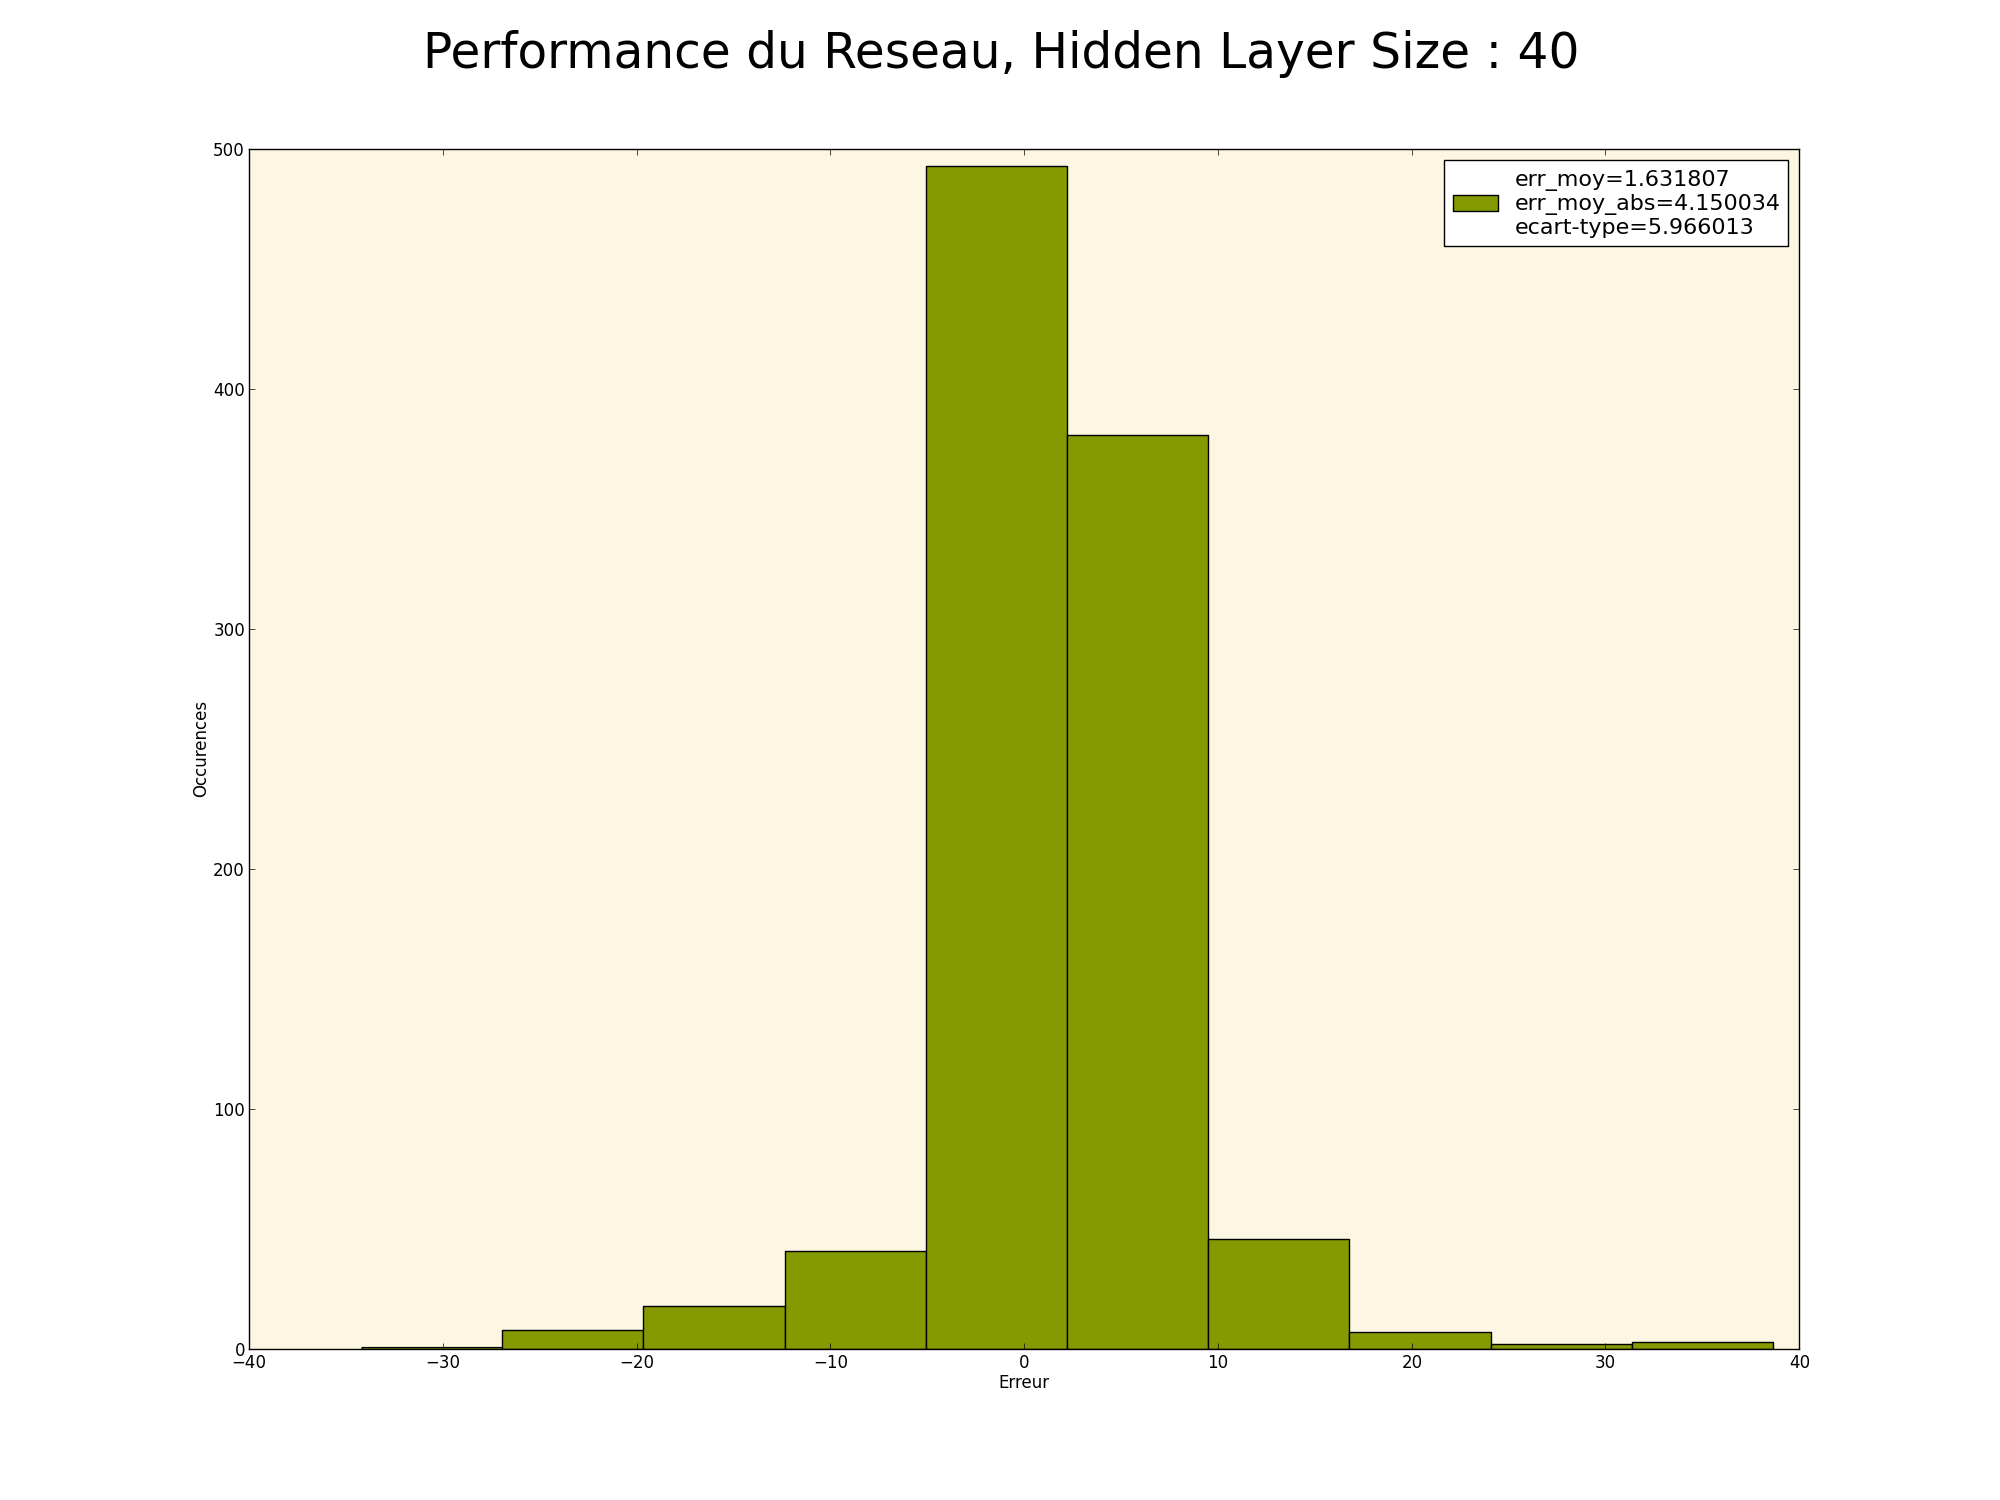 Performance du Reseau, Hidden Layer Size : 40
500
400
300
200
100
0
Occurences
err_moy=1.631807
err_moy_abs=4.150034
ecart-type=5.966013
−40 −30 −20 −10 0 10 20 30 40
Erreur